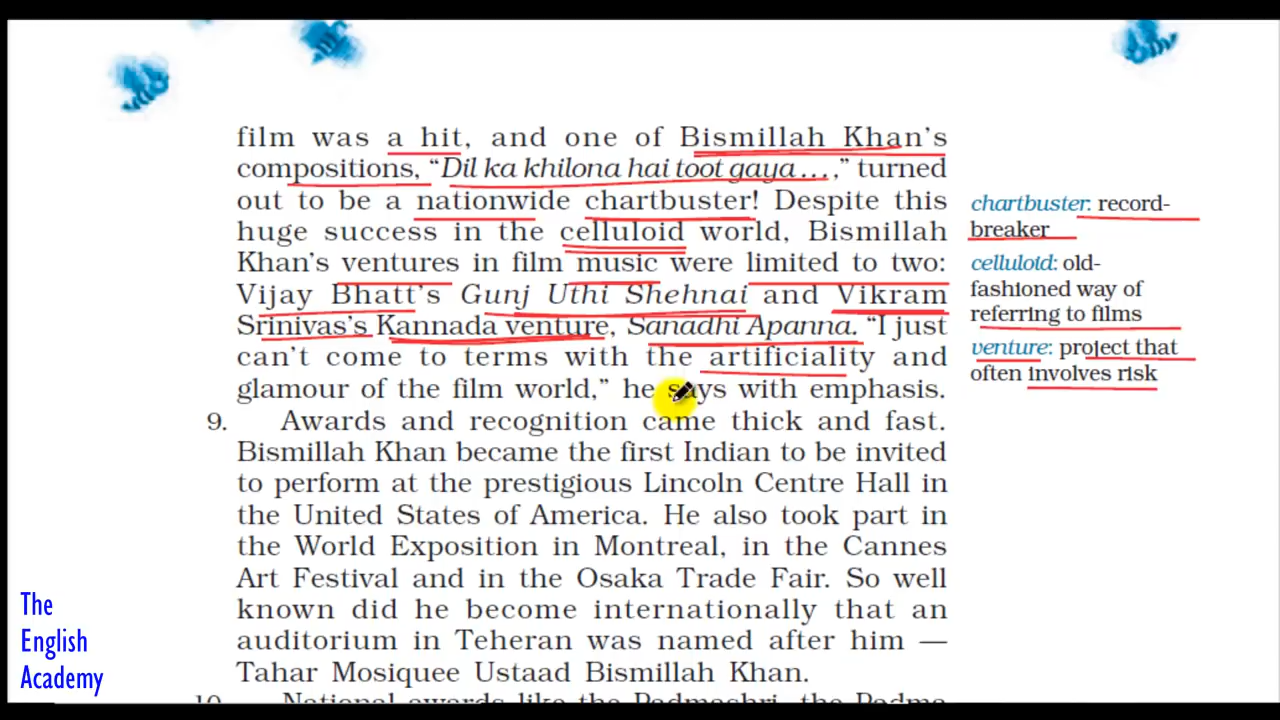 film was a hit, and one of Bismillah Khan's
compositions, “Dil ka khilona hai toot gaya...,” turned
out to be a nationwide chartbuster! Despite this
huge success in the celluloid world, Bismillah
Khan's ventures in film music were limited to two:
Vijay Bhatt's Gunj Uthi Shehnai and Vikram
Srinivas's Kannada venture, Sanadhi Apanna. “I just
can't come to terms with the artificiality and
glamour of the film world,” he says with emphasis.
chartbuster: record-
breaker
celluloid: old-
fashioned way of
referring to films
venture: project that
often involves risk
9. Awards and recognition came thick and fast.
Bismillah Khan became the first Indian to be invited
to perform at the prestigious Lincoln Centre Hall in
the United States of America. He also took part in
the World Exposition in Montreal, in the Cannes
Art Festival and in the Osaka Trade Fair. So well
known did he become internationally that an
auditorium in Teheran was named after him —
Tahar Mosiquee Ustaad Bismillah Khan.
10. National awards like the Padmashri, the Padma
The
English
Academy